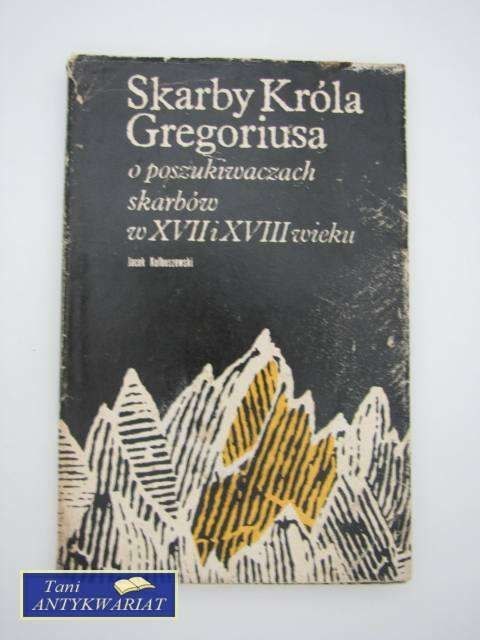 Skarby Króla
Gregoriusa
o poszukiwaczach
skarbów
w XVII i XVIII wieku
Jacek Kolbuszewski
Tani
ANTYKWARIAT